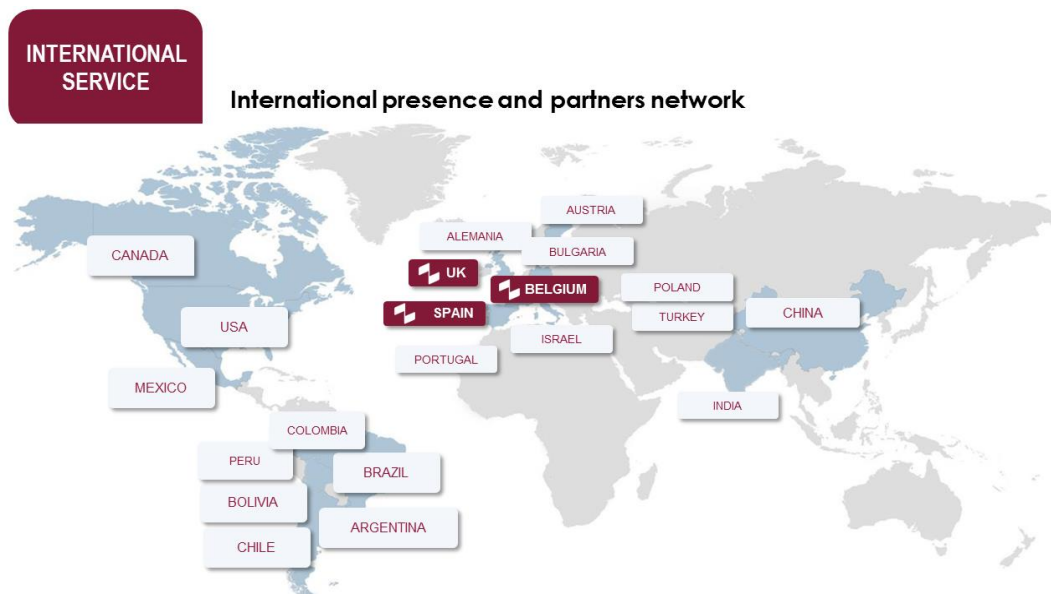 INTERNATIONAL
SERVICE
International presence and partners network
AUSTRIA
ALEMANIA
BULGARIA
CANADA
UK
BELGIUM
POLAND
SPAIN
TURKEY
CHINA
USA
ISRAEL
PORTUGAL
MEXICO
INDIA
COLOMBIA
PERU
BRAZIL
BOLIVIA
ARGENTINA
CHILE